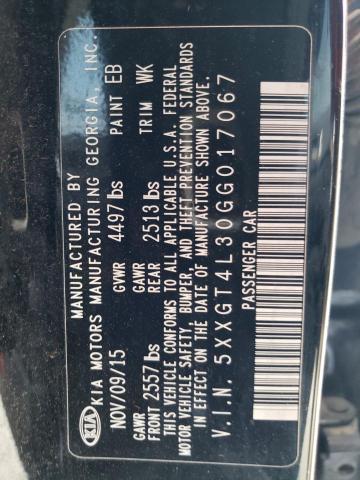 MANUFACTURED BY
KIA KIA MOTORS MANUFACTURING GEORGIA, INC.
NOV/09/15 GVWR 4497 lbs PAINT EB
GAWR FRONT 2557 lbs GAWR REAR 2513 lbs TRIM WK
THIS VEHICLE CONFORMS TO ALL APPLICABLE U.S.A. FEDERAL
MOTOR VEHICLE SAFETY, BUMPER, AND THEFT PREVENTION STANDARDS
IN EFFECT ON THE DATE OF MANUFACTURE SHOWN ABOVE.
V.I.N. 5XXGT4L30GG017067
PASSENGER CAR